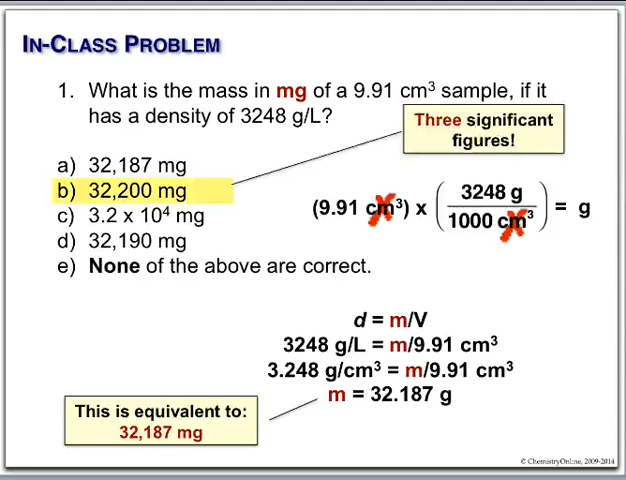 IN-CLASS PROBLEM
1. What is the mass in mg of a 9.91 cm³ sample, if it
has a density of 3248 g/L?
Three significant
figures!
a) 32,187 mg
b) 32,200 mg
c) 3.2 x 10⁴ mg
d) 32,190 mg
e) None of the above are correct.
(9.91 cm³) x (3248 g / 1000 cm³) = g
d = m/V
3248 g/L = m/9.91 cm³
3.248 g/cm³ = m/9.91 cm³
m = 32.187 g
This is equivalent to:
32,187 mg
© ChemistryOnline, 2009-2014